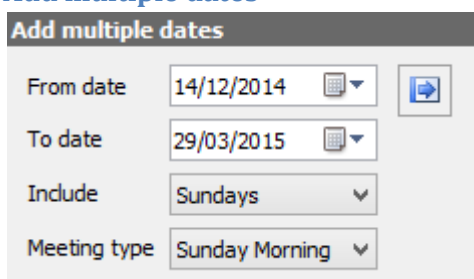 Add multiple dates
From date 14/12/2014
To date 29/03/2015
Include Sundays
Meeting type Sunday Morning